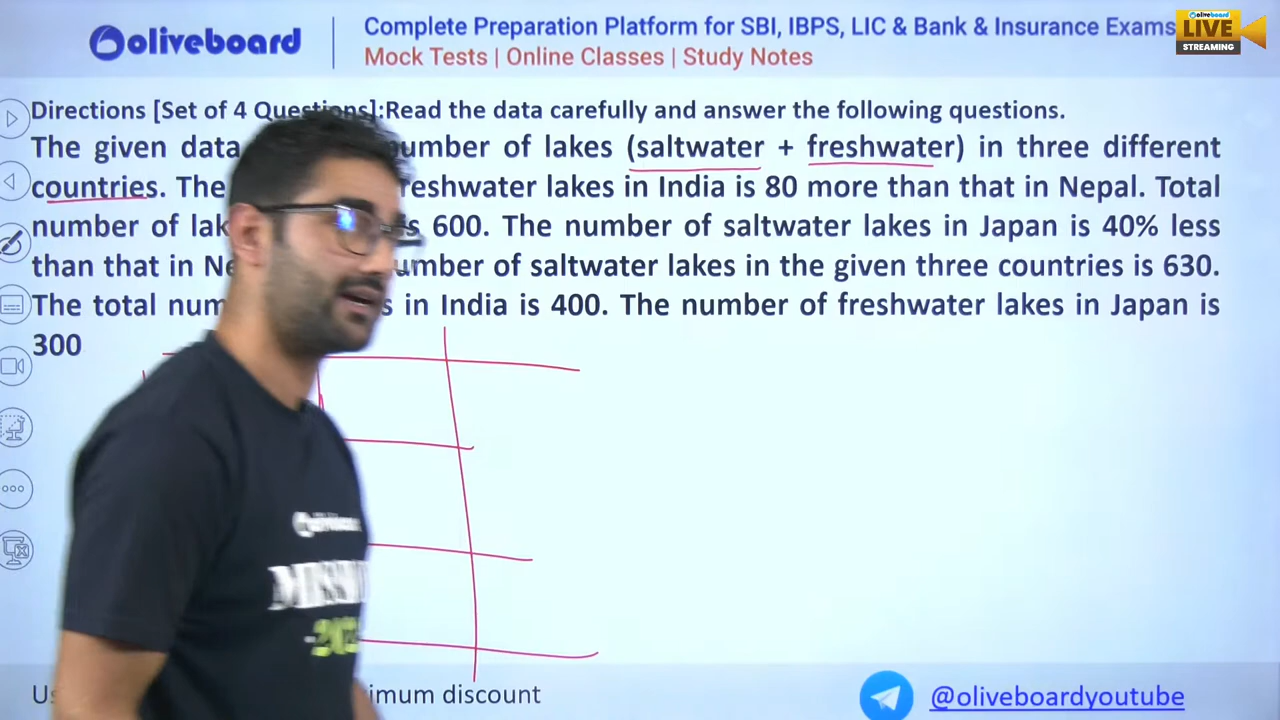 oliveboard
Complete Preparation Platform for SBI, IBPS, LIC & Bank & Insurance Exams
Mock Tests | Online Classes | Study Notes
oliveboard
LIVE
STREAMING
Directions [Set of 4 Questions]:Read the data carefully and answer the following questions.
The given data number of lakes (saltwater + freshwater) in three different
countries. The freshwater lakes in India is 80 more than that in Nepal. Total
number of is 600. The number of saltwater lakes in Japan is 40% less
than that in number of saltwater lakes in the given three countries is 630.
The total in India is 400. The number of freshwater lakes in Japan is
300
MISSION
discount
@oliveboardyoutube